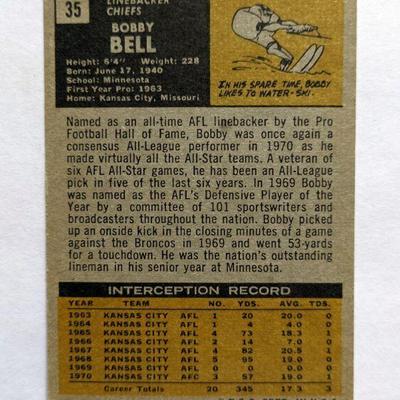 35
LINEBACKER
CHIEFS
BOBBY
BELL
Height: 6'4" Weight: 228
Born: June 17, 1940
School: Minnesota
First Year Pro: 1963
Home: Kansas City, Missouri
IN HIS SPARE TIME, BOBBY
LIKES TO WATER-SKI.
Named as an all-time AFL linebacker by the Pro
Football Hall of Fame, Bobby was once again a
consensus All-League performer in 1970 as he
made virtually all the All-Star teams. A veteran of
six AFL All-Star games, he has been an All-League
pick in five of the last six years. In 1969 Bobby
was named as the AFL's Defensive Player of the
Year by a committee of 101 sportswriters and
broadcasters throughout the nation. Bobby picked
up an onside kick in the closing minutes of a game
against the Broncos in 1969 and went 53-yards
for a touchdown. He was the nation's outstanding
lineman in his senior year at Minnesota.
INTERCEPTION RECORD
YEAR TEAM NO. YDS. AVG. TDS.
1963 KANSAS CITY AFL 1 20 20.0 0
1964 KANSAS CITY AFL 1 4 4.0 0
1965 KANSAS CITY AFL 4 73 18.3 1
1966 KANSAS CITY AFL
1967 KANSAS CITY AFL 4 82 20.5 1
1968 KANSAS CITY AFL 5 95 19.0 0
1969 KANSAS CITY AFL 0 0 0.0 0
1970 KANSAS CITY AFC 3 57 19.0 1
Career Totals 20 345 17.3 3